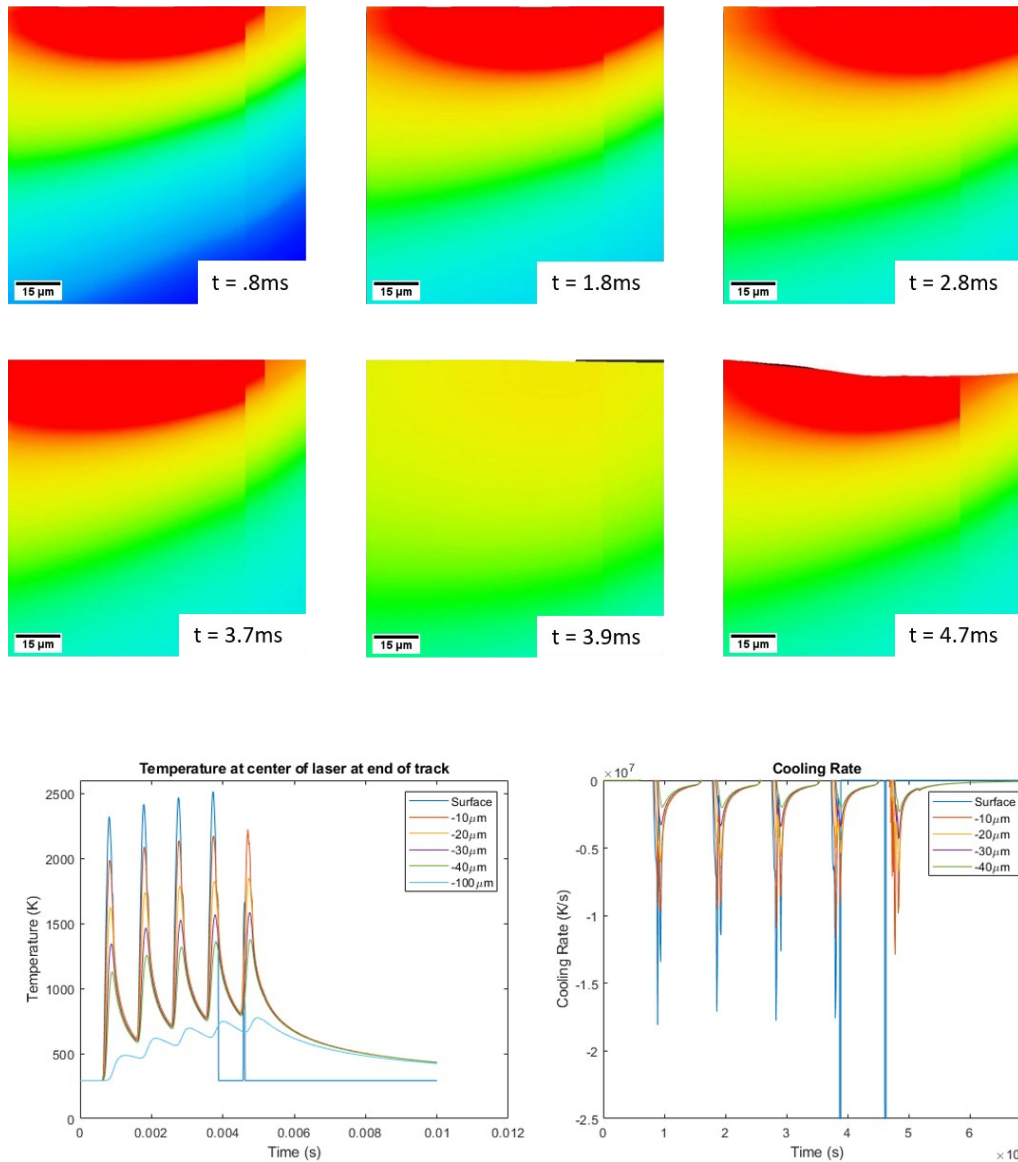 15 µm
t = .8ms
15 µm
t = 1.8ms
15 µm
t = 2.8ms
15 µm
t = 3.7ms
15 µm
t = 3.9ms
15 µm
t = 4.7ms
Temperature at center of laser at end of track
Temperature (K)
2500
2000
1500
1000
500
0
Surface
-10µm
-20µm
-30µm
-40µm
-100µm
0
0.002
0.004
0.006
0.008
0.01
0.012
Time (s)
Cooling Rate
× 10⁷
Cooling Rate (K/s)
0
-0.5
-1
-1.5
-2
-2.5
Surface
-10µm
-20µm
-30µm
-40µm
0
1
2
3
4
5
6
Time (s)
× 10